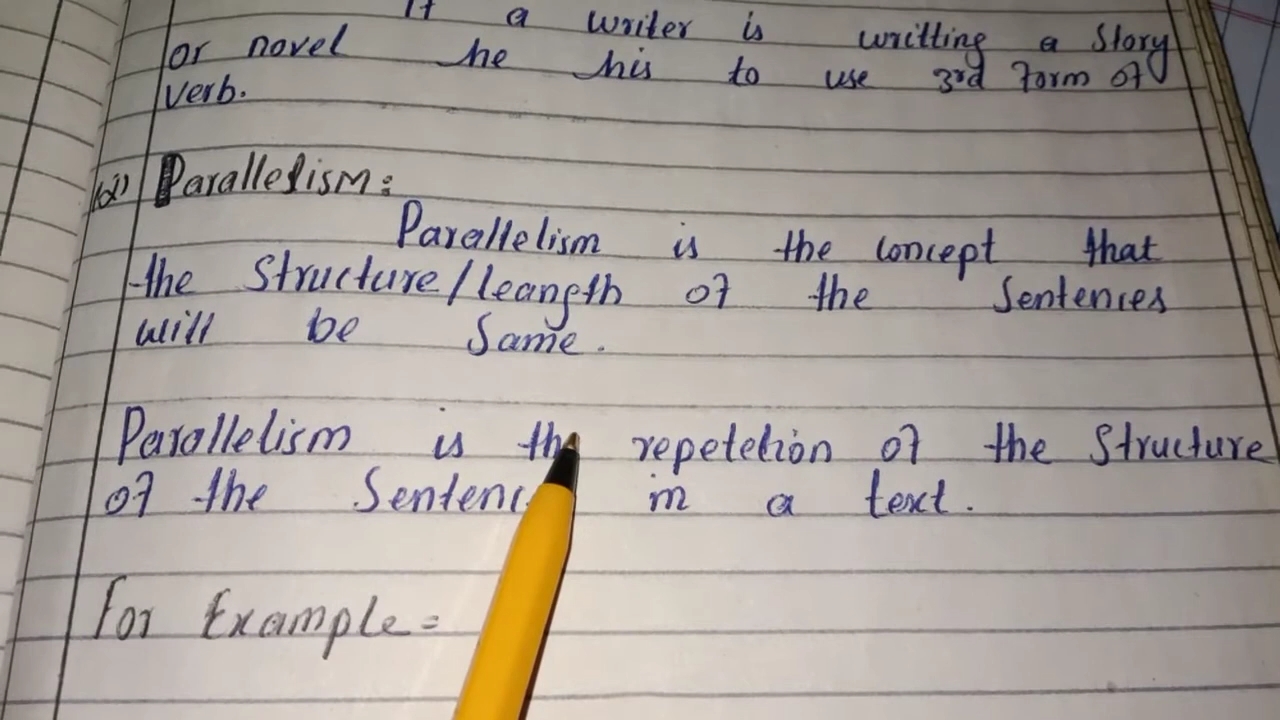 If a writer is writting a Story
or novel he his to use 3rd Form of
verb.
Parallelism:
Parallelism is the concept that
the Structure/leangth of the Sentences
will be Same.
Parallelism is the repetetion of the Structure
of the Sentenc in a text.
For Example=